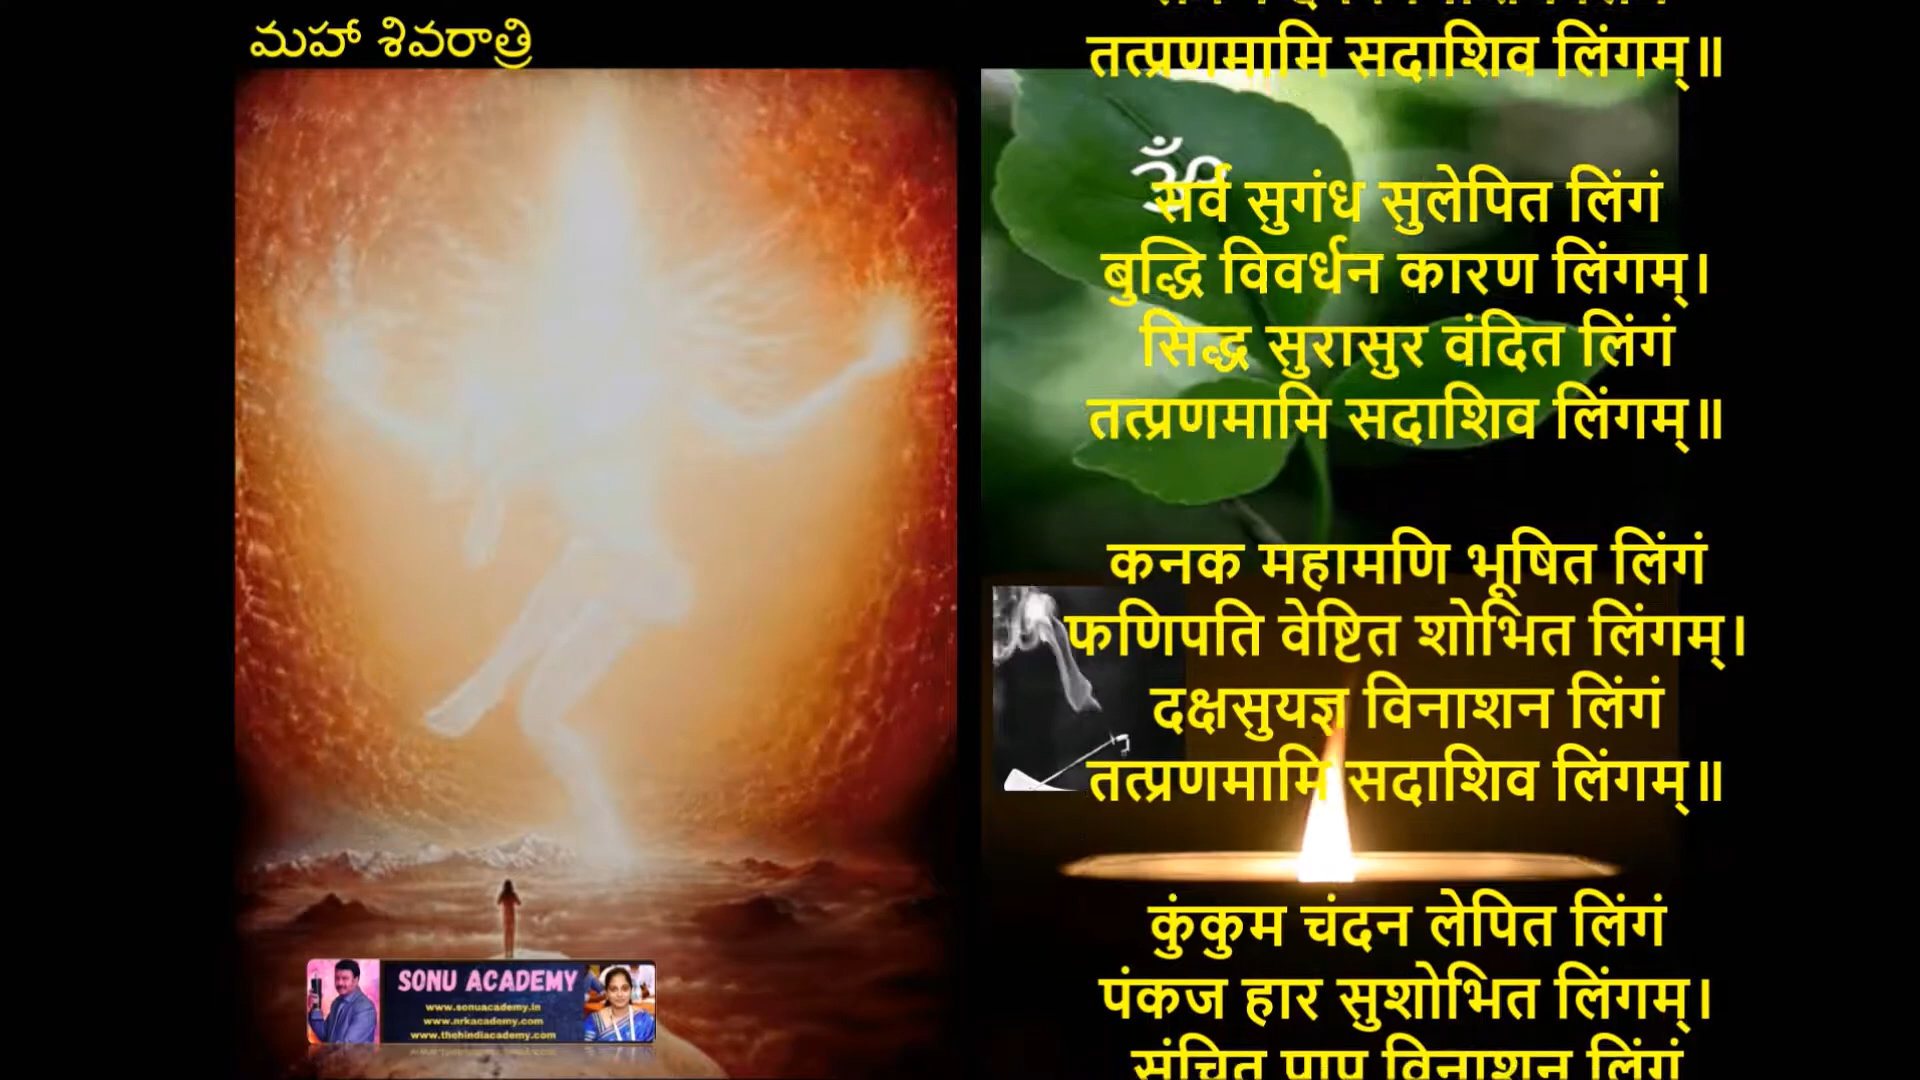 మహా శివరాత్రి
तत्प्रणमामि सदाशिव लिंगम्॥
ॐ
सर्व सुगंध सुलेपित लिंगं
बुद्धि विवर्धन कारण लिंगम्।
सिद्ध सुरासुर वंदित लिंगं
तत्प्रणमामि सदाशिव लिंगम्॥
कनक महामणि भूषित लिंगं
फणिपति वेष्टित शोभित लिंगम्।
दक्षसुयज्ञ विनाशन लिंगं
तत्प्रणमामि सदाशिव लिंगम्॥
कुंकुम चंदन लेपित लिंगं
पंकज हार सुशोभित लिंगम्।
संचित पाप विनाशन लिंगं
SONU ACADEMY
www.sonuacademy.in
www.nrkacademy.com
www.thehindiacademy.com